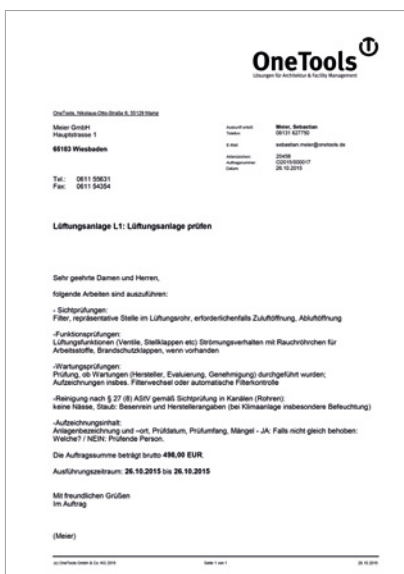 OneTools
Lösungen für Architektur & Facility Management
OneTools, Nikolaus-Otto-Straße 6, 55129 Mainz
Meier GmbH
Hauptstrasse 1
65183 Wiesbaden
Tel.: 0611 55631
Fax: 0611 54354
Auskunft erteilt: Meier, Sebastian
Telefon: 06131 627750
E-Mail: sebastian.meier@onetools.de
Aktenzeichen: 20456
Auftragsnummer: O2015/000017
Datum: 26.10.2015
Lüftungsanlage L1: Lüftungsanlage prüfen
Sehr geehrte Damen und Herren,
folgende Arbeiten sind auszuführen:
- Sichtprüfungen:
Filter, repräsentative Stelle im Lüftungsrohr, erforderlichenfalls Zuluftöffnung, Abluftöffnung
-Funktionsprüfungen:
Lüftungsfunktionen (Ventile, Stellklappen etc) Strömungsverhalten mit Rauchröhrchen für
Arbeitsstoffe, Brandschutzklappen, wenn vorhanden
-Wartungsprüfungen:
Prüfung, ob Wartungen (Hersteller, Evaluierung, Genehmigung) durchgeführt wurden;
Aufzeichnungen insbes. Filterwechsel oder automatische Filterkontrolle
-Reinigung nach § 27 (8) AStV gemäß Sichtprüfung in Kanälen (Rohren):
keine Nässe, Staub: Besenrein und Herstellerangaben (bei Klimaanlage insbesondere Befeuchtung)
-Aufzeichnungsinhalt:
Anlagenbezeichnung und –ort, Prüfdatum, Prüfumfang, Mängel - JA: Falls nicht gleich behoben:
Welche? / NEIN: Prüfende Person.
Die Auftragssumme beträgt brutto 498,00 EUR.
Ausführungszeitraum: 26.10.2015 bis 26.10.2015
Mit freundlichen Grüßen
Im Auftrag
(Meier)
(c) OneTools GmbH & Co. KG 2015 Seite 1 von 1 26.10.2015